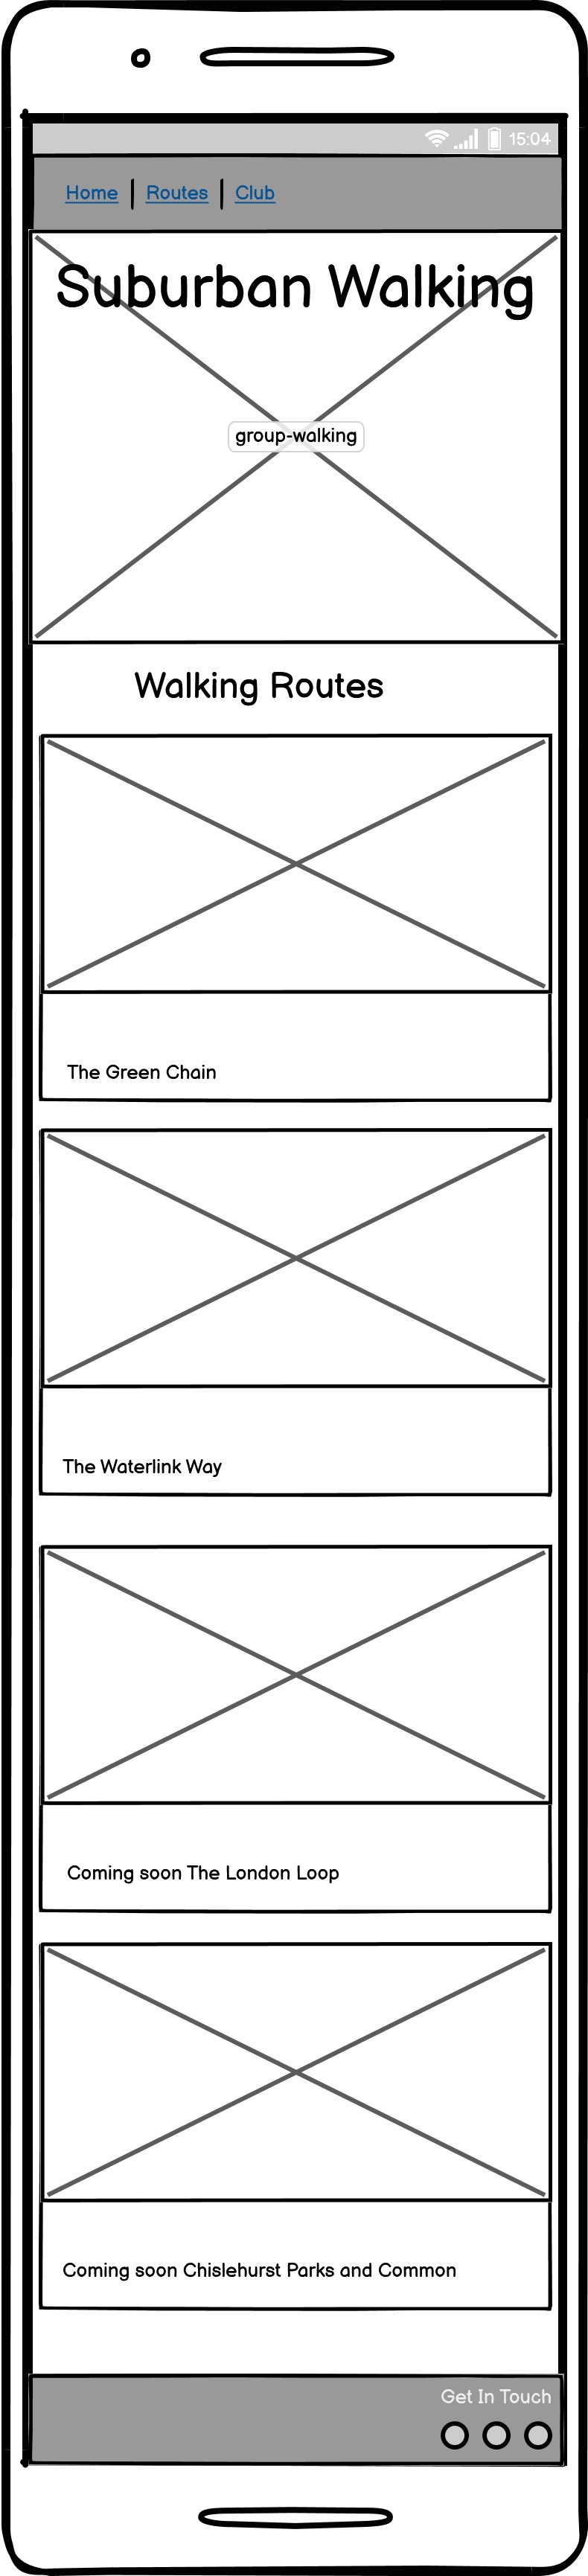 15:04
Home | Routes | Club
Suburban Walking
group-walking
Walking Routes
The Green Chain
The Waterlink Way
Coming soon The London Loop
Coming soon Chislehurst Parks and Common
Get In Touch